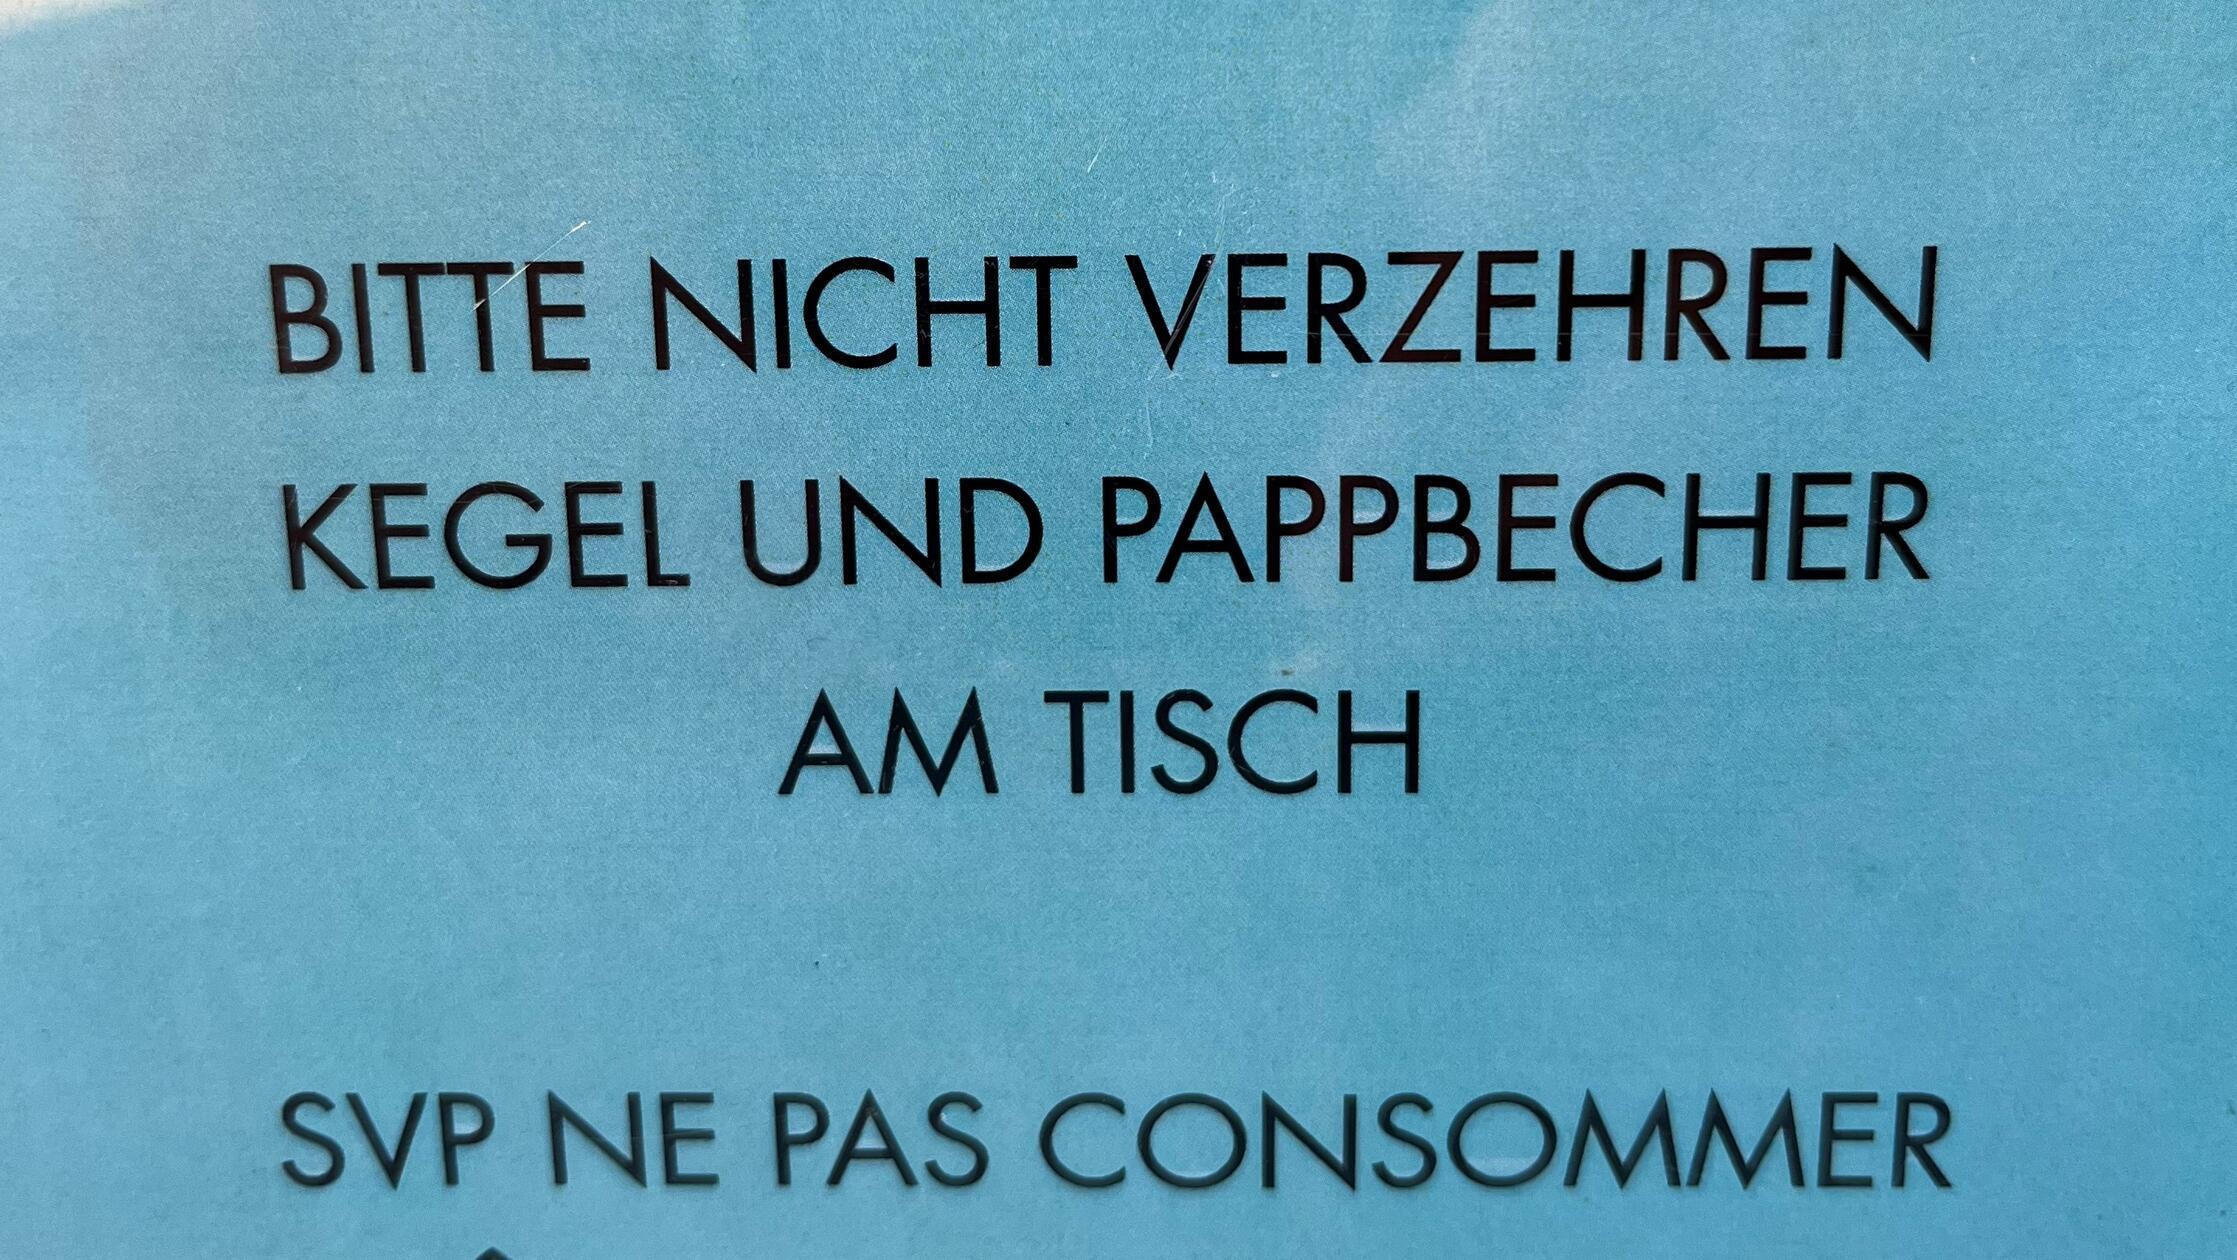 BITTE NICHT VERZEHREN
KEGEL UND PAPPBECHER
AM TISCH
SVP NE PAS CONSOMMER